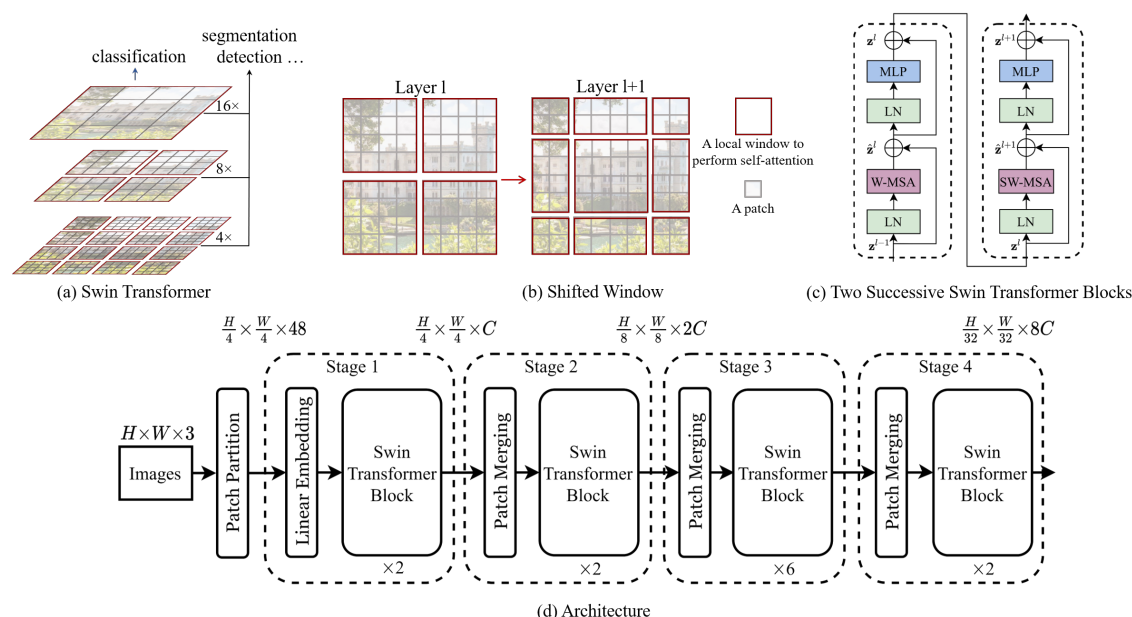 classification
segmentation
detection ...
16×
8×
4×
(a) Swin Transformer
Layer l
Layer l+1
A local window to
perform self-attention
A patch
(b) Shifted Window
z^l
MLP
LN
ẑ^l
W-MSA
LN
z^{l-1}
z^{l+1}
MLP
LN
ẑ^{l+1}
SW-MSA
LN
z^l
(c) Two Successive Swin Transformer Blocks
H/4 × W/4 × 48
H/4 × W/4 × C
H/8 × W/8 × 2C
H/32 × W/32 × 8C
Stage 1
Stage 2
Stage 3
Stage 4
H×W×3
Images
Patch Partition
Linear Embedding
Swin
Transformer
Block
×2
Patch Merging
Swin
Transformer
Block
×2
Patch Merging
Swin
Transformer
Block
×6
Patch Merging
Swin
Transformer
Block
×2
(d) Architecture